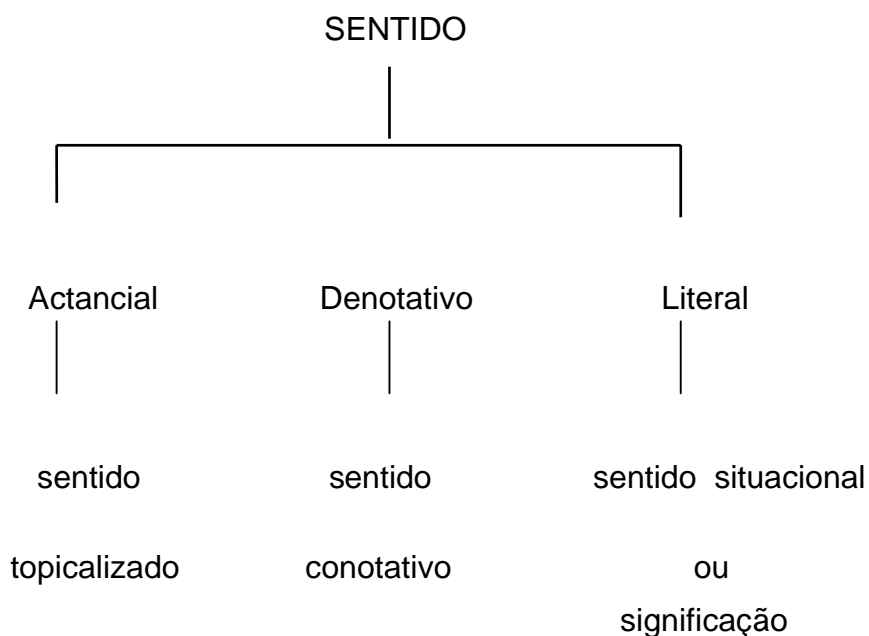 SENTIDO
Actancial Denotativo Literal
sentido sentido sentido situacional
topicalizado conotativo ou
significação